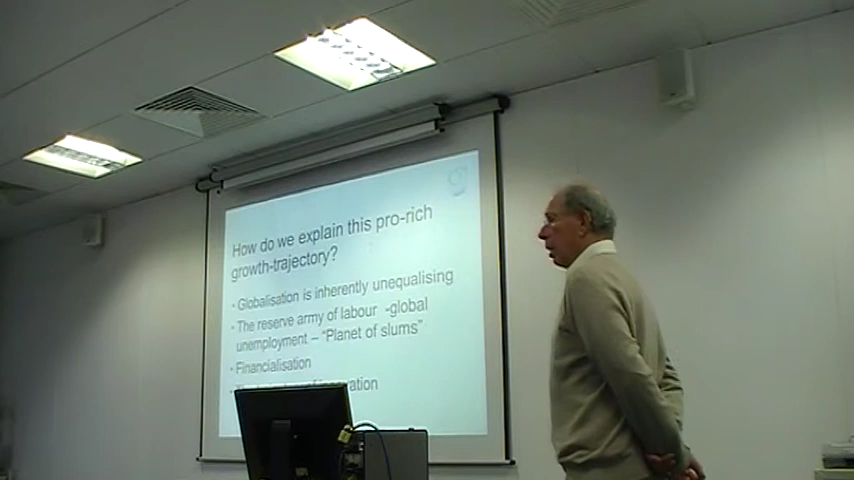 How do we explain this pro-rich
growth-trajectory?
• Globalisation is inherently unequalising
• The reserve army of labour -global
unemployment – "Planet of slums"
• Financialisation